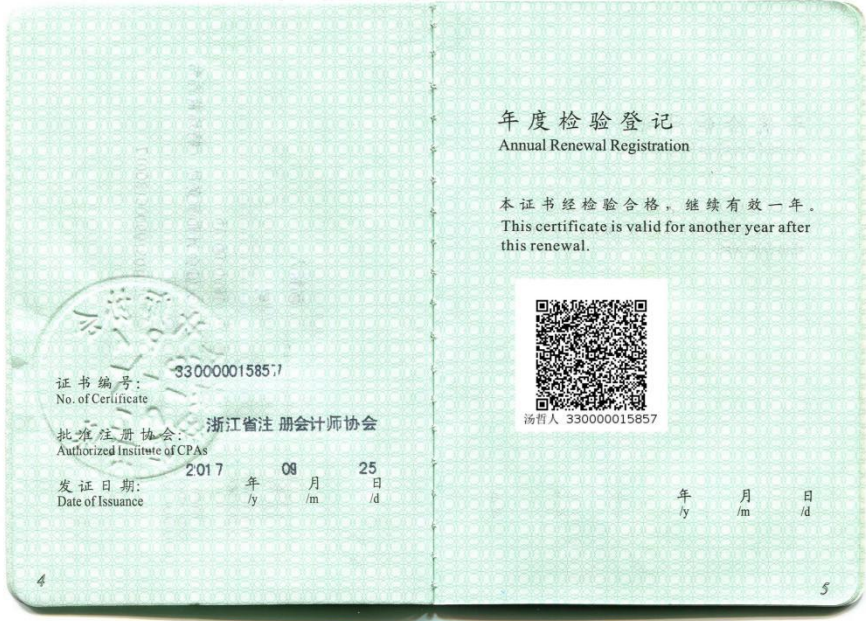 证书编号: 330000015857
No. of Certificate
批准注册协会: 浙江省注册会计师协会
Authorized Institute of CPAs
发证日期: 2017 年 09 月 25 日
Date of Issuance /y /m /d
4
年度检验登记
Annual Renewal Registration
本证书经检验合格，继续有效一年。
This certificate is valid for another year after
this renewal.
汤哲人 330000015857
年 月 日
/y /m /d
5